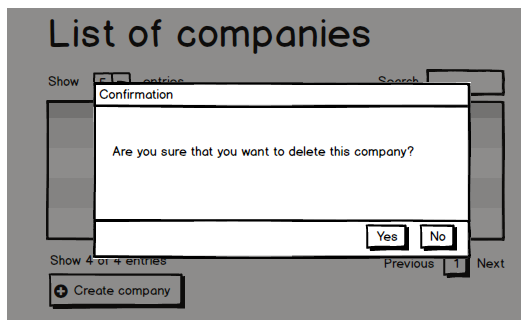 List of companies
Show 5 entries
Search
Confirmation
Are you sure that you want to delete this company?
Yes No
Show 4 of 4 entries
Previous 1 Next
Create company